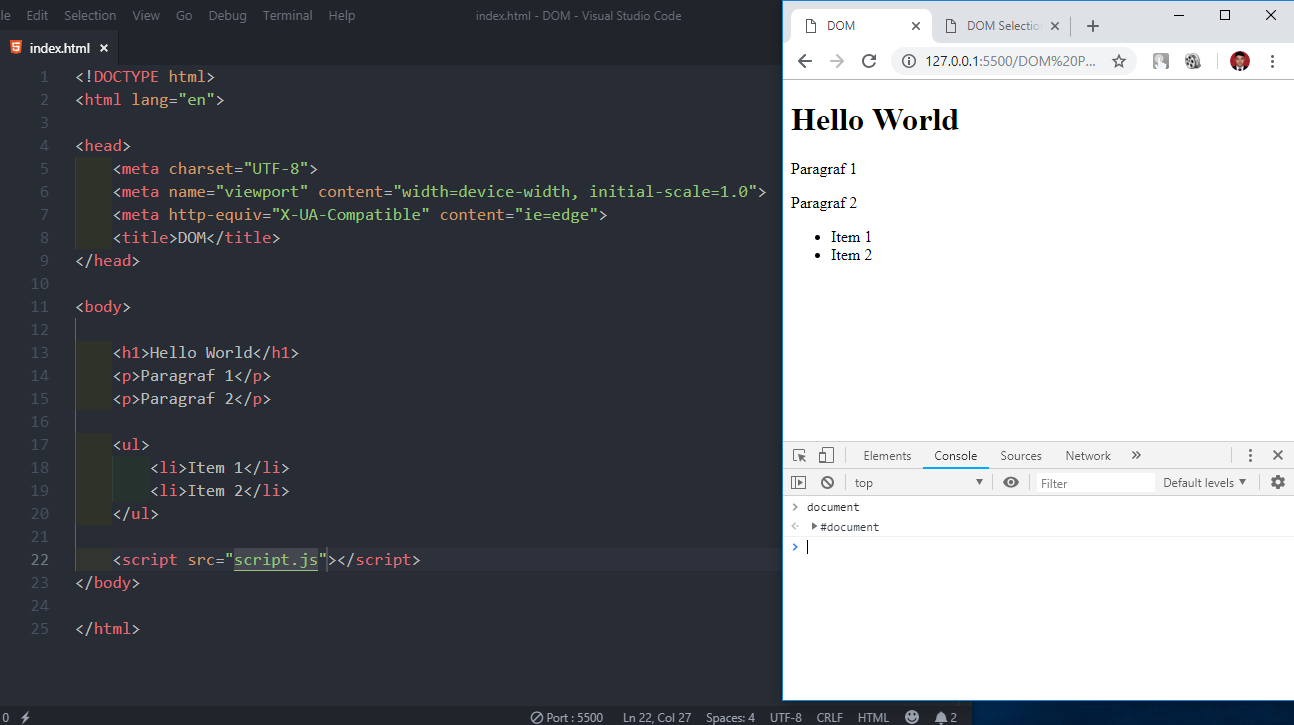 le Edit Selection View Go Debug Terminal Help index.html - DOM - Visual Studio Code
index.html
1 <!DOCTYPE html>
2 <html lang="en">
3
4 <head>
5 <meta charset="UTF-8">
6 <meta name="viewport" content="width=device-width, initial-scale=1.0">
7 <meta http-equiv="X-UA-Compatible" content="ie=edge">
8 <title>DOM</title>
9 </head>
10
11 <body>
12
13 <h1>Hello World</h1>
14 <p>Paragraf 1</p>
15 <p>Paragraf 2</p>
16
17 <ul>
18 <li>Item 1</li>
19 <li>Item 2</li>
20 </ul>
21
22 <script src="script.js"></script>
23 </body>
24
25 </html>
0 Port : 5500 Ln 22, Col 27 Spaces: 4 UTF-8 CRLF HTML 2
DOM DOM Selectio
127.0.0.1:5500/DOM%20P...
Hello World
Paragraf 1
Paragraf 2
• Item 1
• Item 2
Elements Console Sources Network »
top Filter Default levels
> document
#document
>